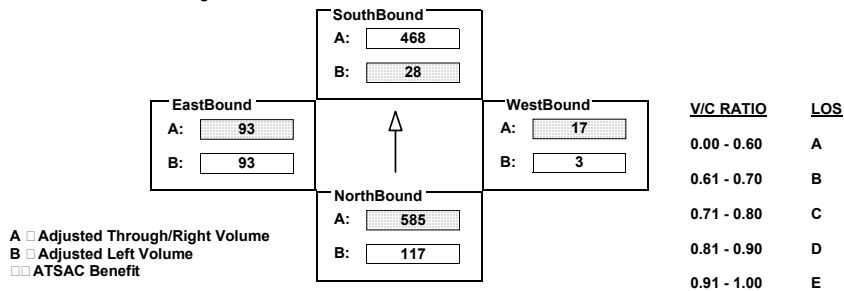 SouthBound
A: 468
B: 28
EastBound
A: 93
B: 93
WestBound
A: 17
B: 3
NorthBound
A: 585
B: 117
A □ Adjusted Through/Right Volume
B □ Adjusted Left Volume
□□ ATSAC Benefit
V/C RATIO LOS
0.00 - 0.60 A
0.61 - 0.70 B
0.71 - 0.80 C
0.81 - 0.90 D
0.91 - 1.00 E